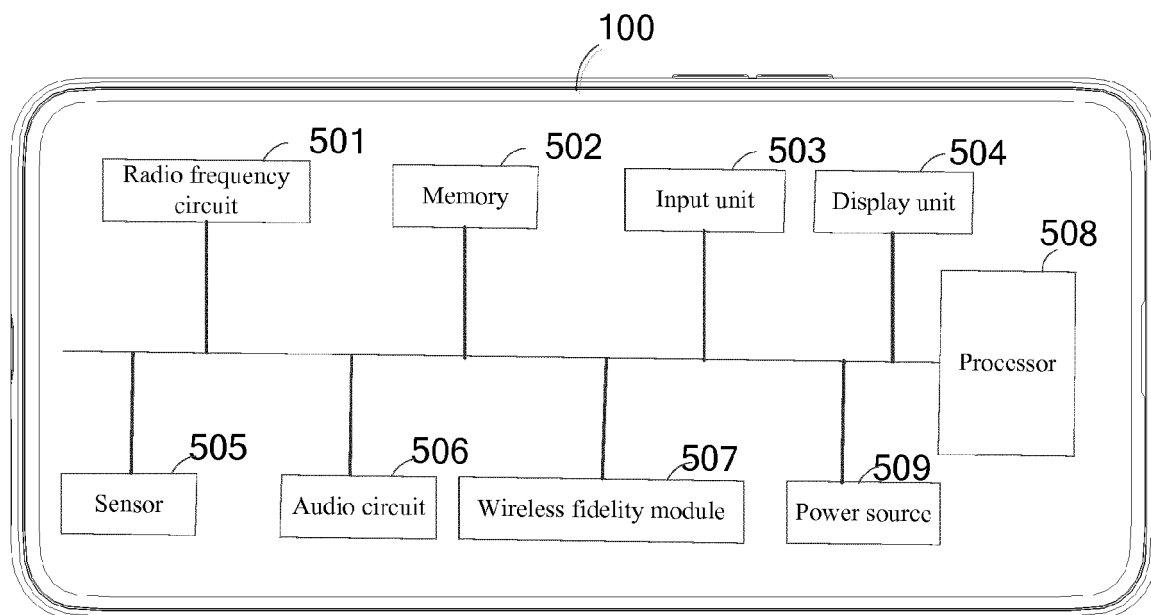 100
501
502
503
504
Radio frequency
circuit
Memory
Input unit
Display unit
508
Processor
505
506
507
509
Sensor
Audio circuit
Wireless fidelity module
Power source